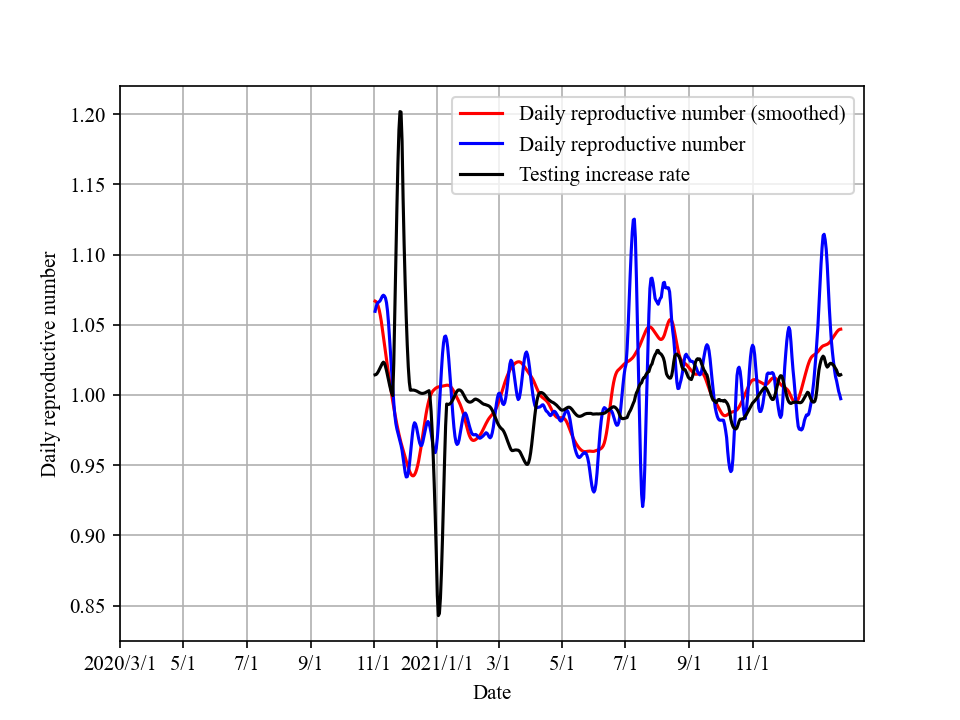 Daily reproductive number (smoothed)
Daily reproductive number
Testing increase rate
Daily reproductive number
1.20
1.15
1.10
1.05
1.00
0.95
0.90
0.85
2020/3/1 5/1 7/1 9/1 11/1 2021/1/1 3/1 5/1 7/1 9/1 11/1
Date